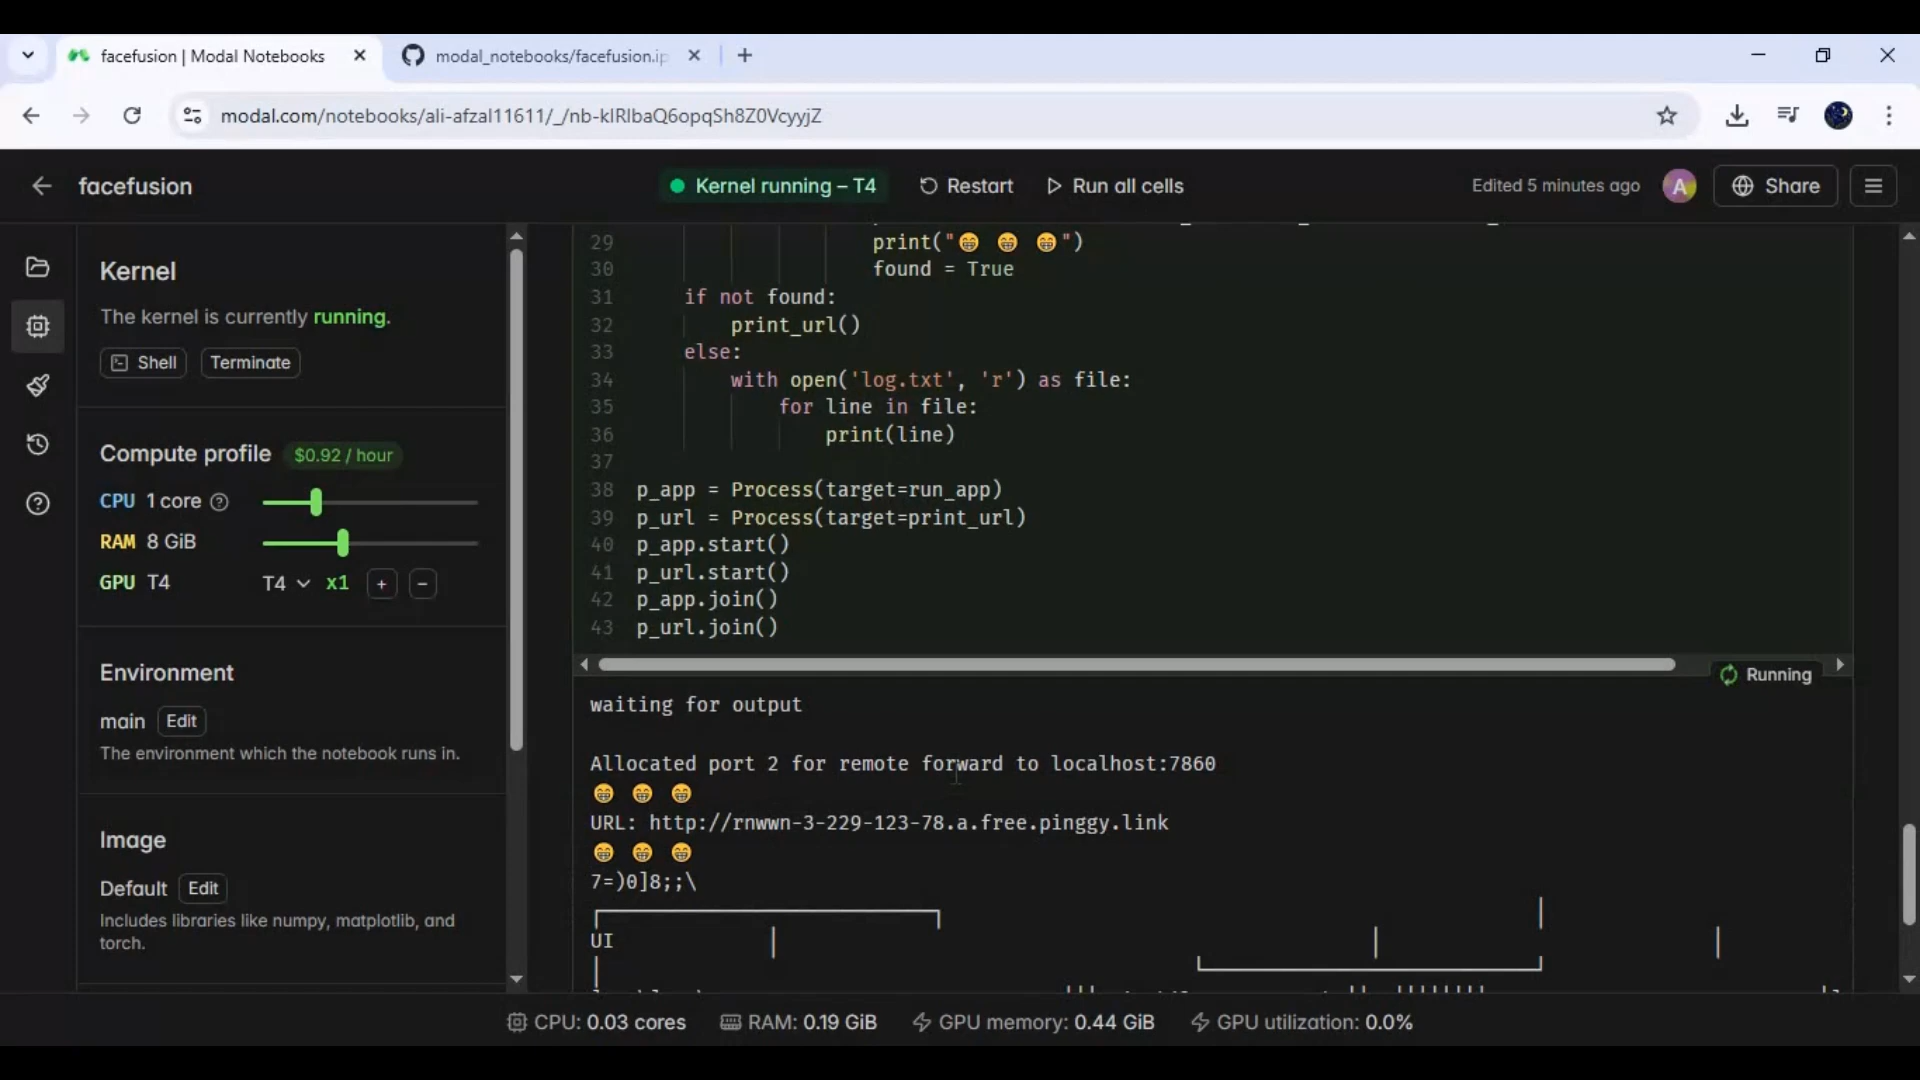 facefusion | Modal Notebooks
modal_notebooks/facefusion.ip
modal.com/notebooks/ali-afzal11611/_/nb-klRlbaQ6opqSh8Z0VcyyjZ
facefusion
Kernel running – T4
Restart
Run all cells
Edited 5 minutes ago
A
Share
Kernel
The kernel is currently running.
Shell
Terminate
Compute profile
$0.92 / hour
CPU 1 core
RAM 8 GiB
GPU T4
T4
x1
+
−
Environment
main
Edit
The environment which the notebook runs in.
Image
Default
Edit
Includes libraries like numpy, matplotlib, and
torch.
29 print("😁 😁 😁")
30 found = True
31 if not found:
32 print_url()
33 else:
34 with open('log.txt', 'r') as file:
35 for line in file:
36 print(line)
37
38 p_app = Process(target=run_app)
39 p_url = Process(target=print_url)
40 p_app.start()
41 p_url.start()
42 p_app.join()
43 p_url.join()
Running
waiting for output
Allocated port 2 for remote forward to localhost:7860
😁 😁 😁
URL: http://rnwwn-3-229-123-78.a.free.pinggy.link
😁 😁 😁
7=)0]8;;\
UI
CPU: 0.03 cores
RAM: 0.19 GiB
GPU memory: 0.44 GiB
GPU utilization: 0.0%